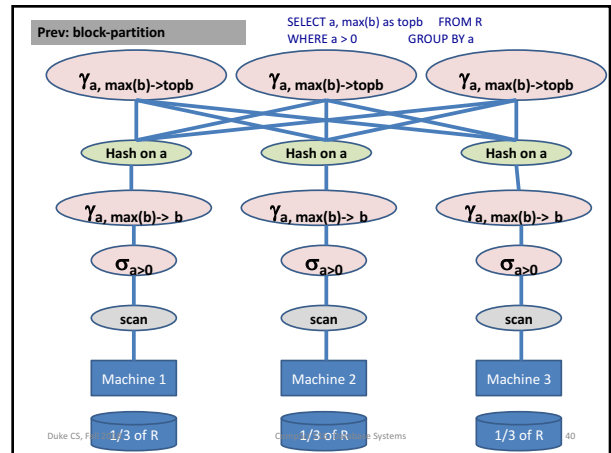 Prev: block-partition
SELECT a, max(b) as topb FROM R
WHERE a > 0 GROUP BY a
γa, max(b)->topb γa, max(b)->topb γa, max(b)->topb
Hash on a Hash on a Hash on a
γa, max(b)-> b γa, max(b)-> b γa, max(b)-> b
σa>0 σa>0 σa>0
scan scan scan
Machine 1 Machine 2 Machine 3
1/3 of R 1/3 of R 1/3 of R
Duke CS, Systems 40